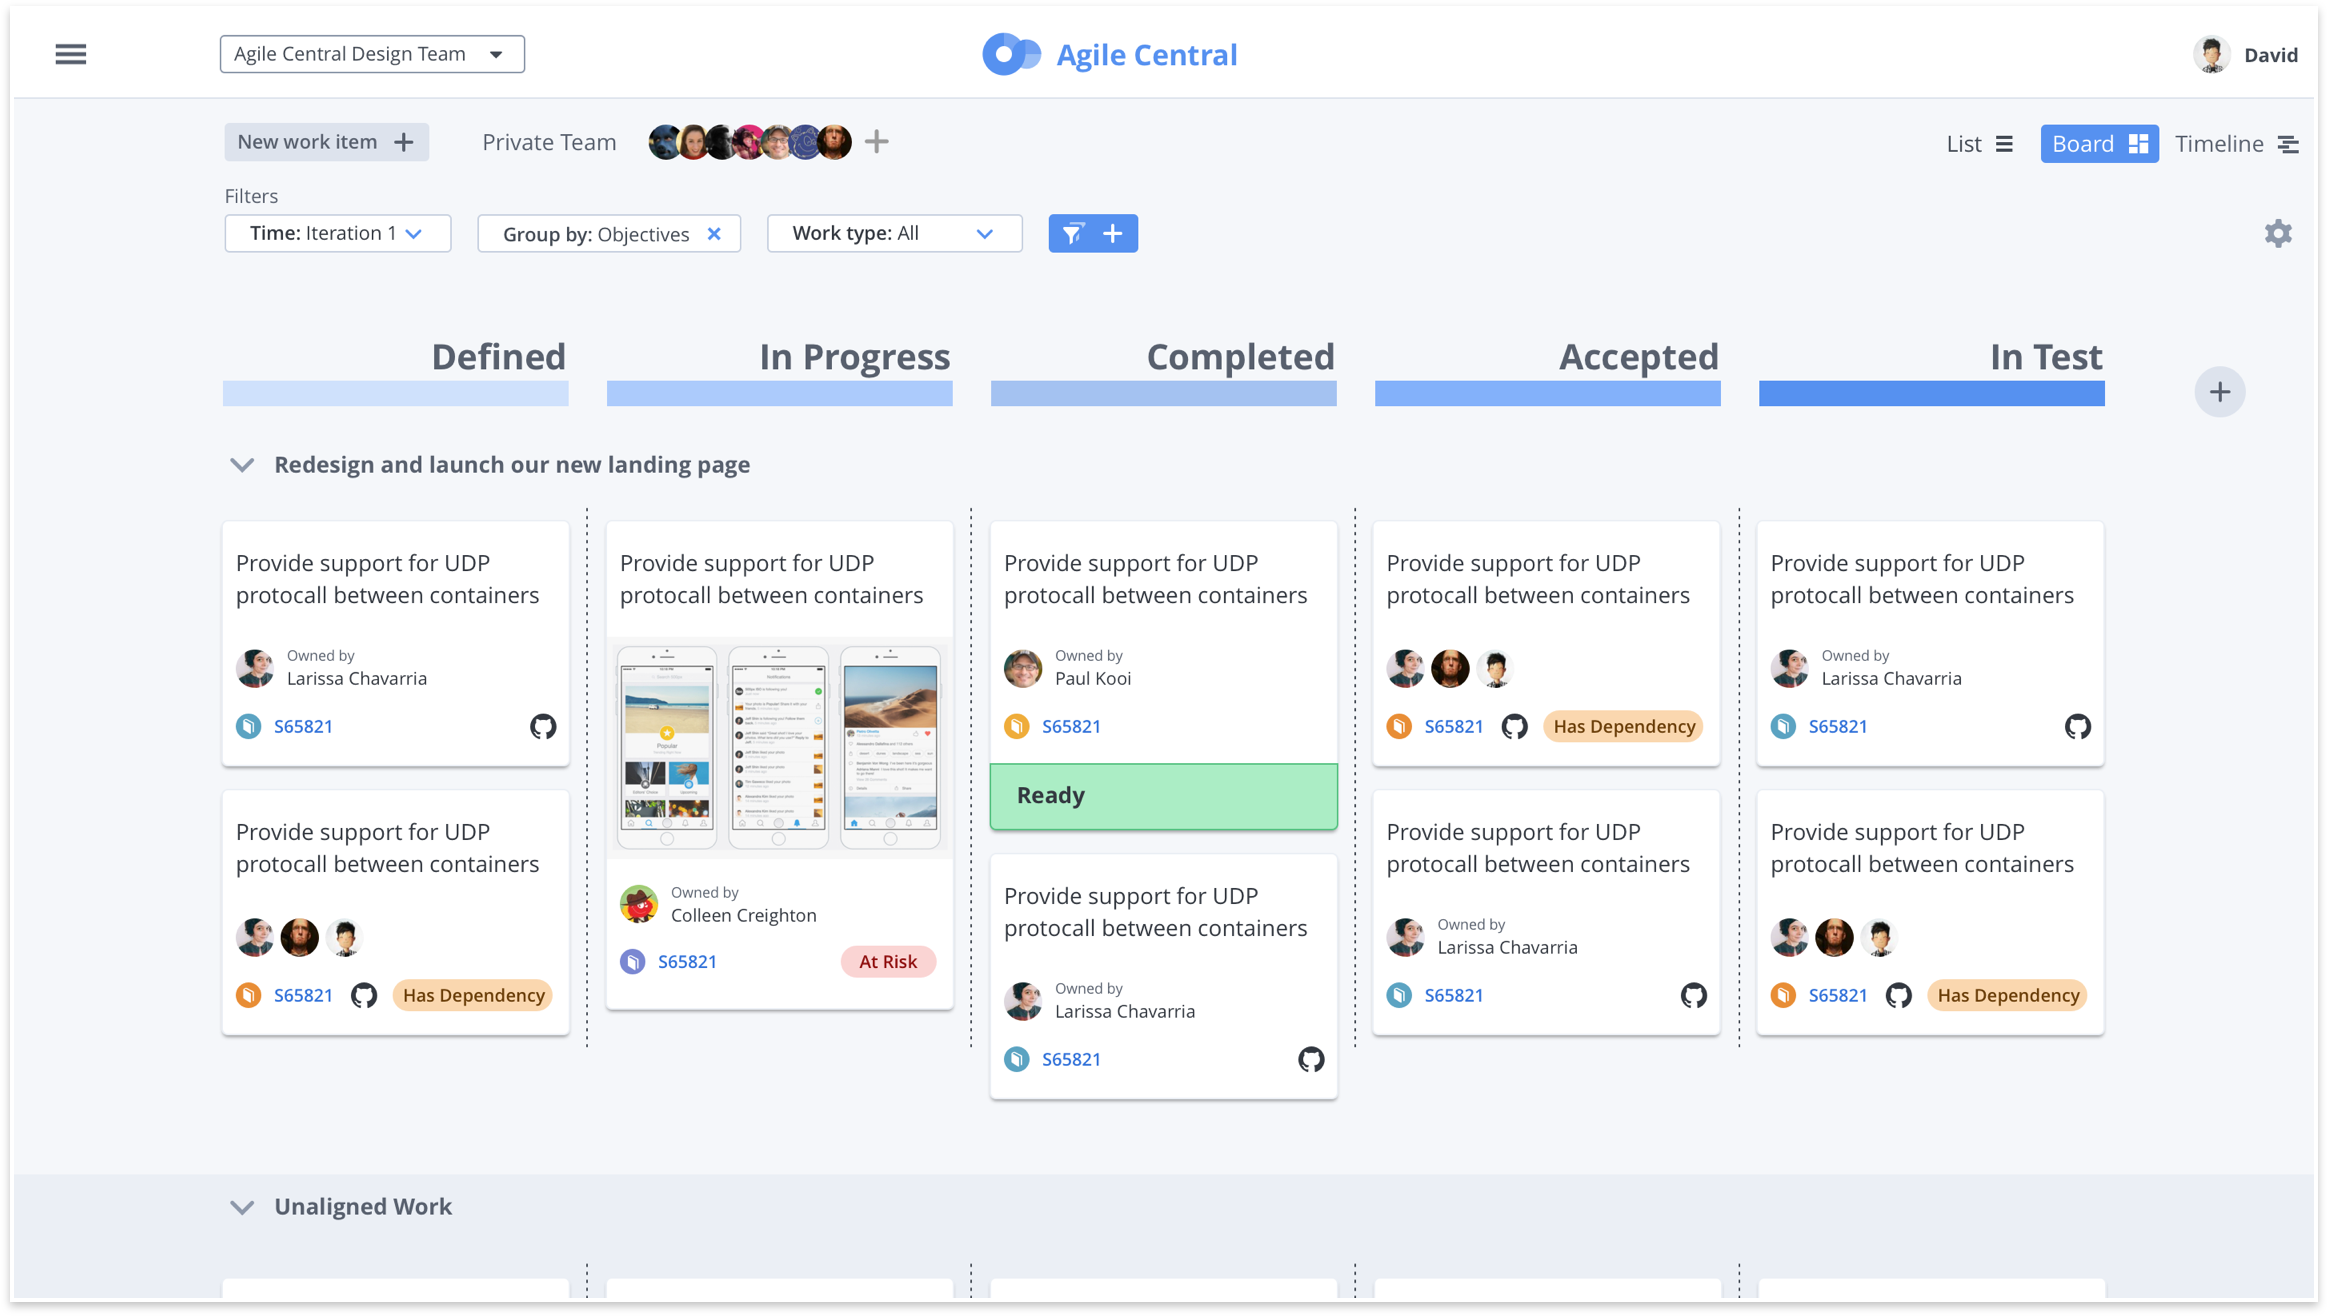 Agile Central Design Team
Agile Central
David
New work item
Private Team
List
Board
Timeline
Filters
Time: Iteration 1
Group by: Objectives
Work type: All
Defined
In Progress
Completed
Accepted
In Test
Redesign and launch our new landing page
Provide support for UDP
protocall between containers
Owned by
Larissa Chavarria
S65821
Provide support for UDP
protocall between containers
S65821
Has Dependency
Provide support for UDP
protocall between containers
Notifications
Popular
Owned by
Colleen Creighton
S65821
At Risk
Provide support for UDP
protocall between containers
Owned by
Paul Kooi
S65821
Ready
Provide support for UDP
protocall between containers
Owned by
Larissa Chavarria
S65821
Provide support for UDP
protocall between containers
S65821
Has Dependency
Provide support for UDP
protocall between containers
Owned by
Larissa Chavarria
S65821
Provide support for UDP
protocall between containers
Owned by
Larissa Chavarria
S65821
Provide support for UDP
protocall between containers
S65821
Has Dependency
Unaligned Work